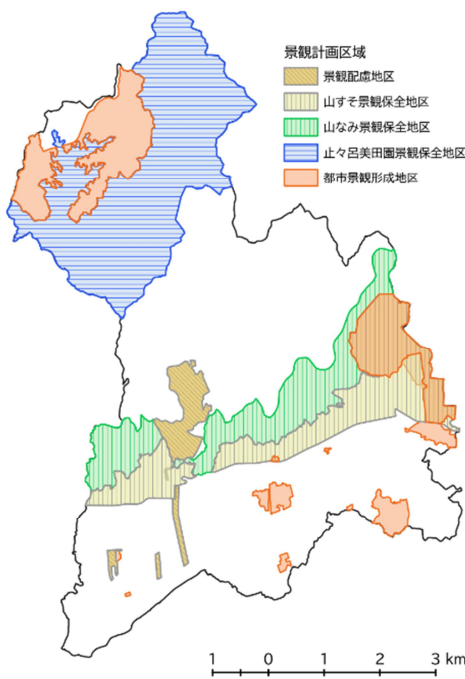 景観計画区域
景観配慮地区
山すそ景観保全地区
山なみ景観保全地区
止々呂美田園景観保全地区
都市景観形成地区
1 0 1 2 3 km